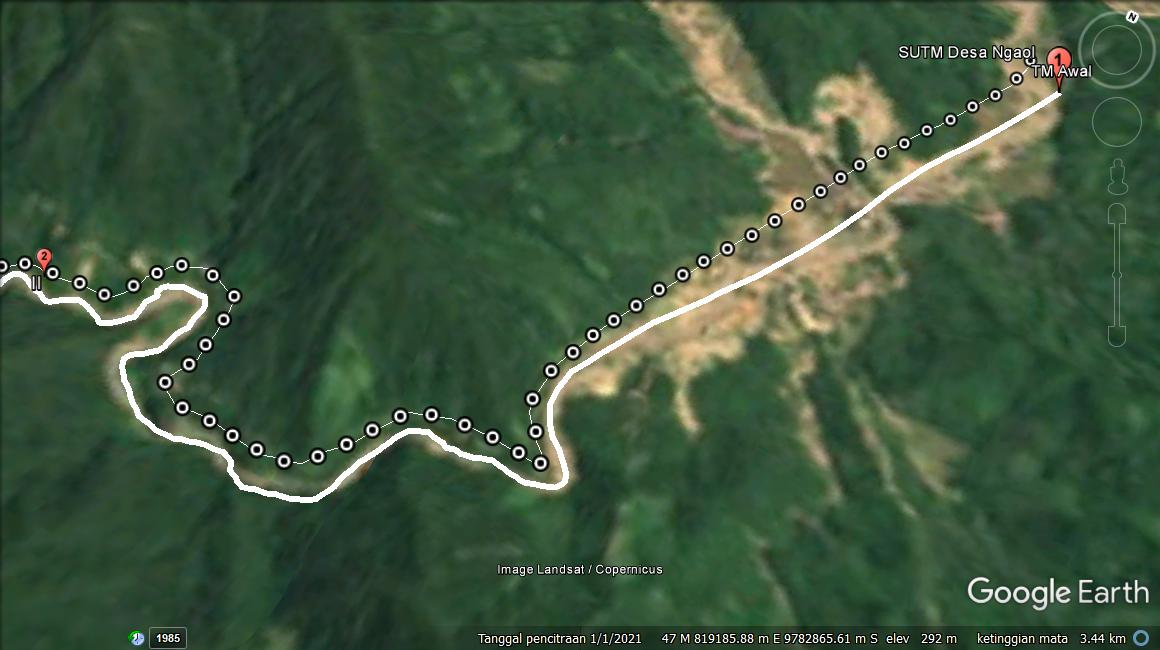 N
SUTM Desa Ngaol
1
TM Awal
2
II
Image Landsat / Copernicus
Google Earth
1985
Tanggal pencitraan 1/1/2021 47 M 819185.88 m E 9782865.61 m S elev 292 m ketinggian mata 3.44 km